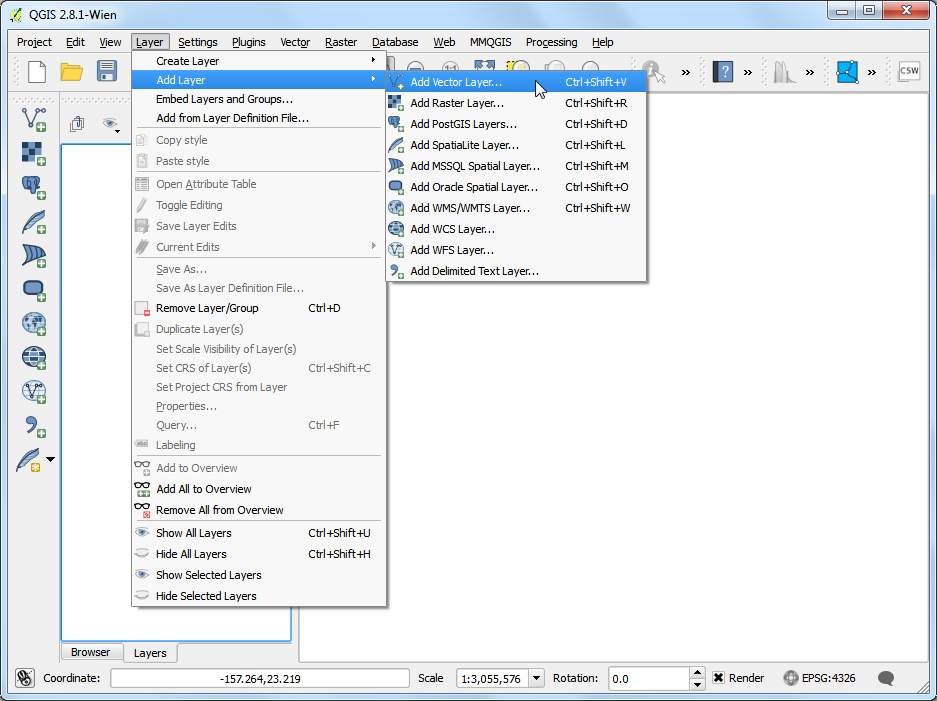 QGIS 2.8.1-Wien
Project Edit View Layer Settings Plugins Vector Raster Database Web MMQGIS Processing Help
CSW
Create Layer
Add Layer
Embed Layers and Groups...
Add from Layer Definition File...
Copy style
Paste style
Open Attribute Table
Toggle Editing
Save Layer Edits
Current Edits
Save As...
Save As Layer Definition File...
Remove Layer/Group Ctrl+D
Duplicate Layer(s)
Set Scale Visibility of Layer(s)
Set CRS of Layer(s) Ctrl+Shift+C
Set Project CRS from Layer
Properties...
Query... Ctrl+F
abc Labeling
Add to Overview
Add All to Overview
Remove All from Overview
Show All Layers Ctrl+Shift+U
Hide All Layers Ctrl+Shift+H
Show Selected Layers
Hide Selected Layers
Add Vector Layer... Ctrl+Shift+V
Add Raster Layer... Ctrl+Shift+R
Add PostGIS Layers... Ctrl+Shift+D
Add SpatiaLite Layer... Ctrl+Shift+L
Add MSSQL Spatial Layer... Ctrl+Shift+M
Add Oracle Spatial Layer... Ctrl+Shift+O
Add WMS/WMTS Layer... Ctrl+Shift+W
Add WCS Layer...
Add WFS Layer...
Add Delimited Text Layer...
Browser Layers
Coordinate: -157.264,23.219 Scale 1:3,055,576 Rotation: 0.0 Render EPSG:4326